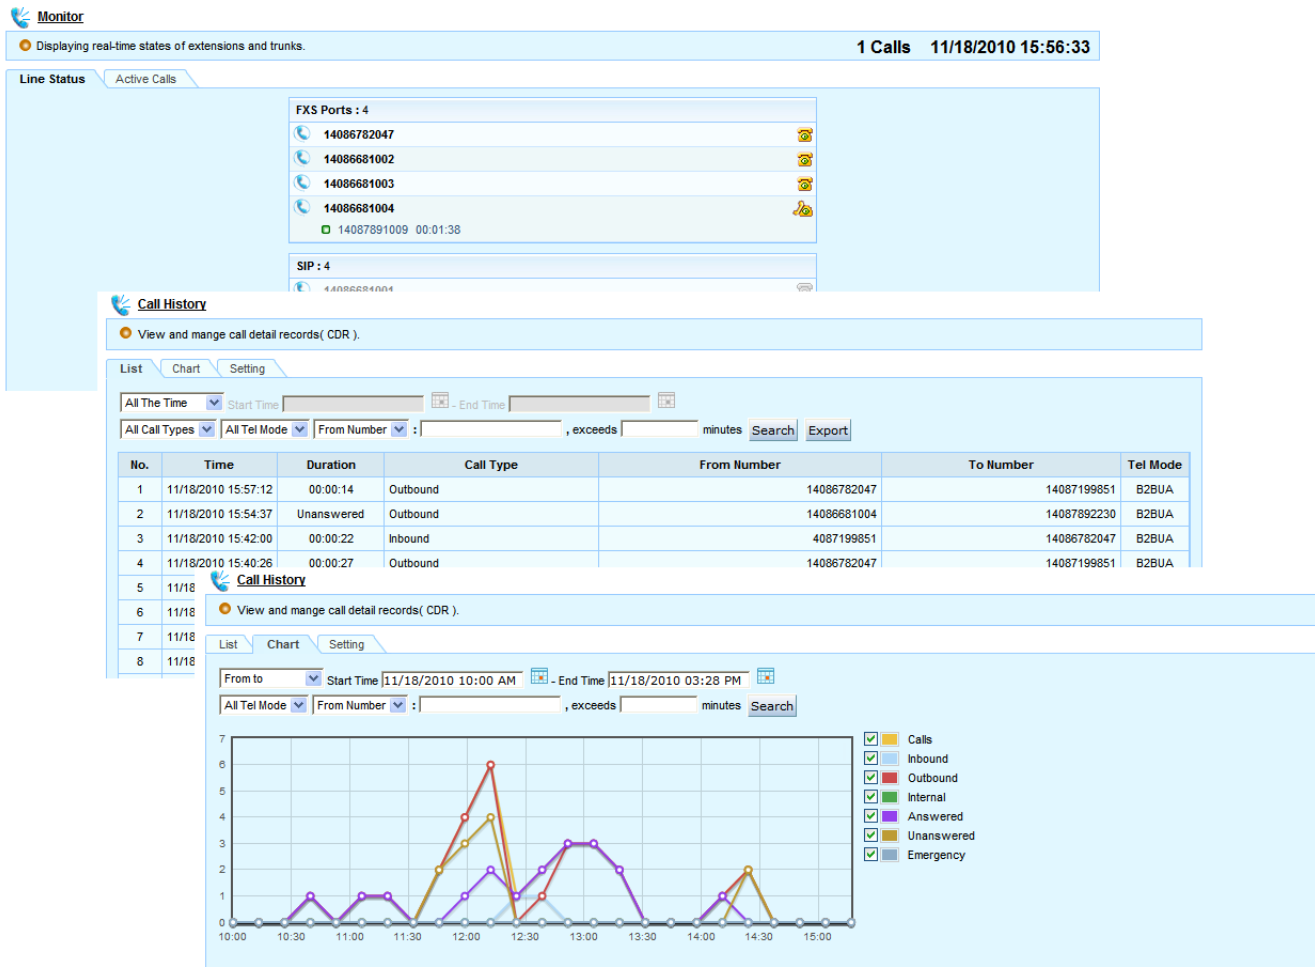 Monitor
Displaying real-time states of extensions and trunks. 1 Calls 11/18/2010 15:56:33
Line Status Active Calls
FXS Ports : 4
14086782047
14086681002
14086681003
14086681004
14087891009 00:01:38
SIP : 4
14086681001
Call History
View and mange call detail records( CDR ).
List Chart Setting
All The Time Start Time - End Time
All Call Types All Tel Mode From Number : , exceeds minutes Search Export
No. Time Duration Call Type From Number To Number Tel Mode
1 11/18/2010 15:57:12 00:00:14 Outbound 14086782047 14087199851 B2BUA
2 11/18/2010 15:54:37 Unanswered Outbound 14086681004 14087892230 B2BUA
3 11/18/2010 15:42:00 00:00:22 Inbound 4087199851 14086782047 B2BUA
4 11/18/2010 15:40:26 00:00:27 Outbound 14086782047 14087199851 B2BUA
5 11/18
6 11/18
7 11/18
8 11/18
Call History
View and mange call detail records( CDR ).
List Chart Setting
From to Start Time 11/18/2010 10:00 AM - End Time 11/18/2010 03:28 PM
All Tel Mode From Number : , exceeds minutes Search
7
6
5
4
3
2
1
0
10:00 10:30 11:00 11:30 12:00 12:30 13:00 13:30 14:00 14:30 15:00
Calls
Inbound
Outbound
Internal
Answered
Unanswered
Emergency